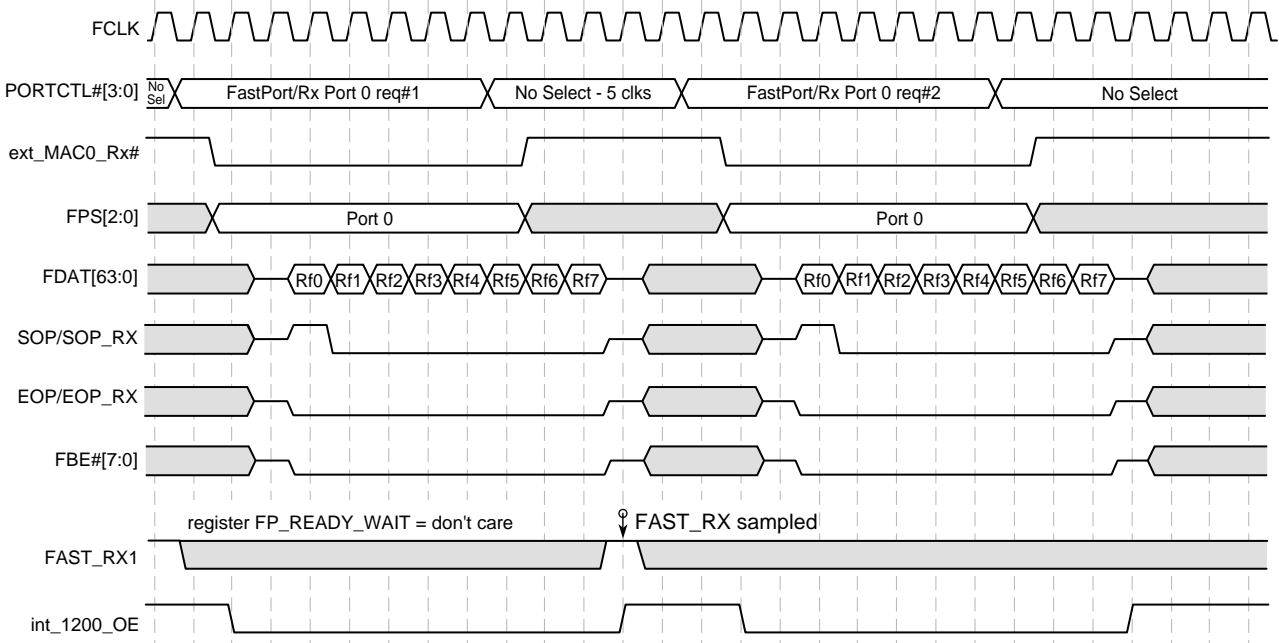 FCLK
PORTCTL#[3:0] No Sel FastPort/Rx Port 0 req#1 No Select - 5 clks FastPort/Rx Port 0 req#2 No Select
ext_MAC0_Rx#
FPS[2:0] Port 0 Port 0
FDAT[63:0] Rf0 Rf1 Rf2 Rf3 Rf4 Rf5 Rf6 Rf7 Rf0 Rf1 Rf2 Rf3 Rf4 Rf5 Rf6 Rf7
SOP/SOP_RX
EOP/EOP_RX
FBE#[7:0]
register FP_READY_WAIT = don't care FAST_RX sampled
FAST_RX1
int_1200_OE